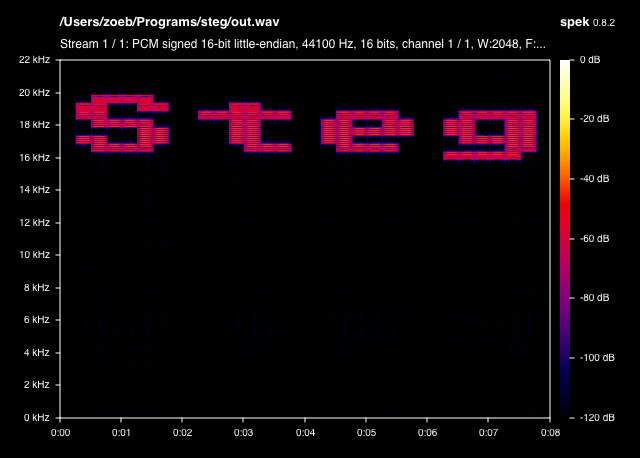 /Users/zoeb/Programs/steg/out.wav spek 0.8.2
Stream 1 / 1: PCM signed 16-bit little-endian, 44100 Hz, 16 bits, channel 1 / 1, W:2048, F:...
22 kHz 0 dB
20 kHz
-20 dB
18 kHz Steg
16 kHz
-40 dB
14 kHz
12 kHz
-60 dB
10 kHz
8 kHz
-80 dB
6 kHz
-100 dB
4 kHz
2 kHz
0 kHz -120 dB
0:00 0:01 0:02 0:03 0:04 0:05 0:06 0:07 0:08